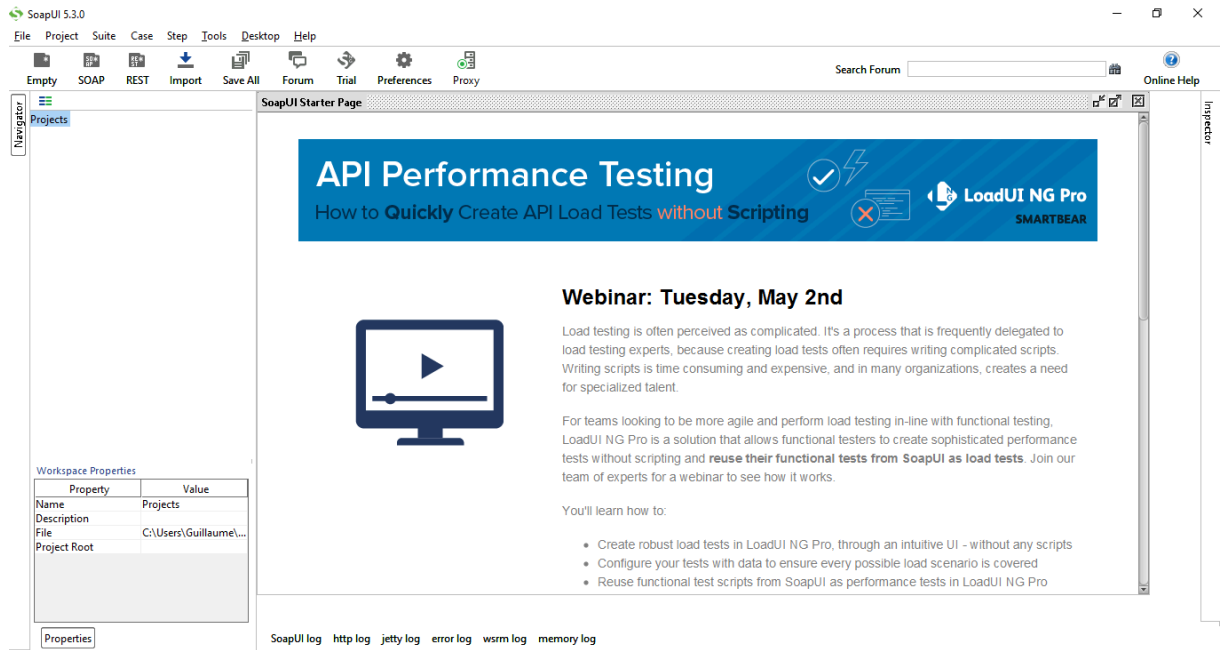 SoapUI 5.3.0
File Project Suite Case Step Tools Desktop Help
Empty SOAP REST Import Save All Forum Trial Preferences Proxy Search Forum Online Help
Navigator
Projects
SoapUI Starter Page
Inspector
API Performance Testing
How to Quickly Create API Load Tests without Scripting
LoadUI NG Pro
SMARTBEAR
Webinar: Tuesday, May 2nd
Load testing is often perceived as complicated. It's a process that is frequently delegated to
load testing experts, because creating load tests often requires writing complicated scripts.
Writing scripts is time consuming and expensive, and in many organizations, creates a need
for specialized talent.
For teams looking to be more agile and perform load testing in-line with functional testing,
LoadUI NG Pro is a solution that allows functional testers to create sophisticated performance
tests without scripting and reuse their functional tests from SoapUI as load tests. Join our
team of experts for a webinar to see how it works.
You'll learn how to:
• Create robust load tests in LoadUI NG Pro, through an intuitive UI - without any scripts
• Configure your tests with data to ensure every possible load scenario is covered
• Reuse functional test scripts from SoapUI as performance tests in LoadUI NG Pro
Workspace Properties
Property Value
Name Projects
Description
File C:\Users\Guillaume\...
Project Root
Properties
SoapUI log http log jetty log error log wsrm log memory log